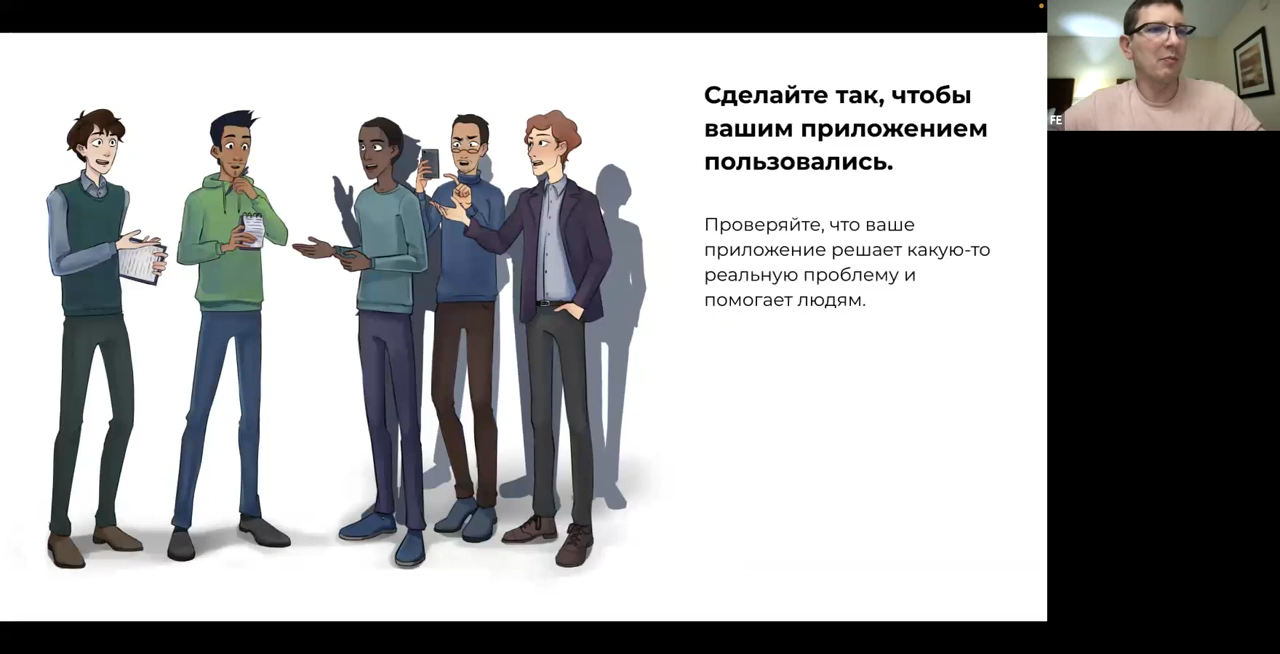 Сделайте так, чтобы
вашим приложением
пользовались.
Проверяйте, что ваше
приложение решает какую-то
реальную проблему и
помогает людям.
FE